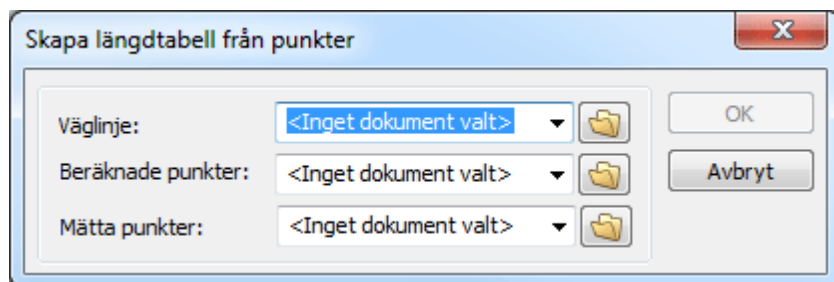 Skapa längdtabell från punkter
Väglinje: <Inget dokument valt> OK
Beräknade punkter: <Inget dokument valt> Avbryt
Mätta punkter: <Inget dokument valt>